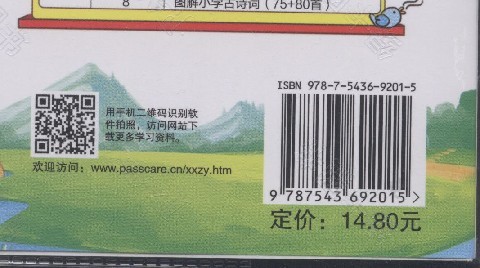 8 图解小学古诗词（75+80首）
ISBN 978-7-5436-9201-5
用手机二维码识别软
件拍照，访问网站下
载更多学习资料。
欢迎访问：www.passcare.cn/xxzy.htm
9 787543 692015 >
定价：14.80元